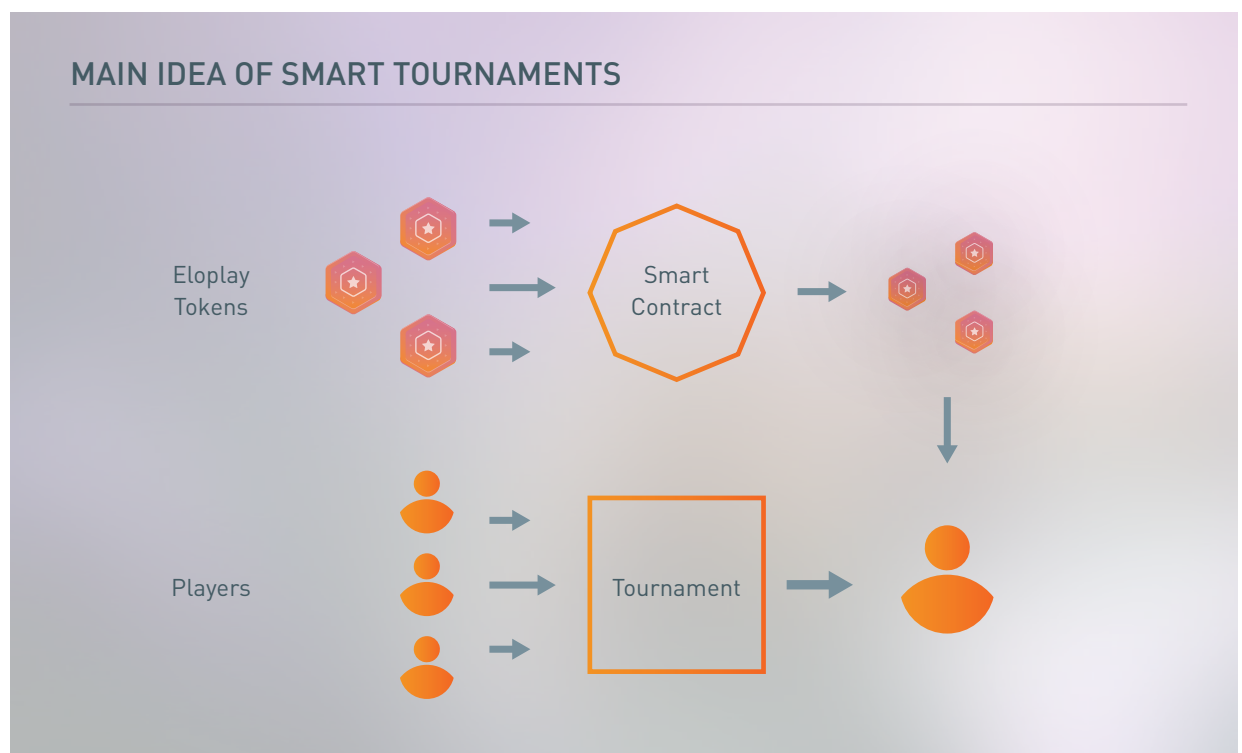 MAIN IDEA OF SMART TOURNAMENTS
Eloplay
Tokens
Smart
Contract
Players
Tournament